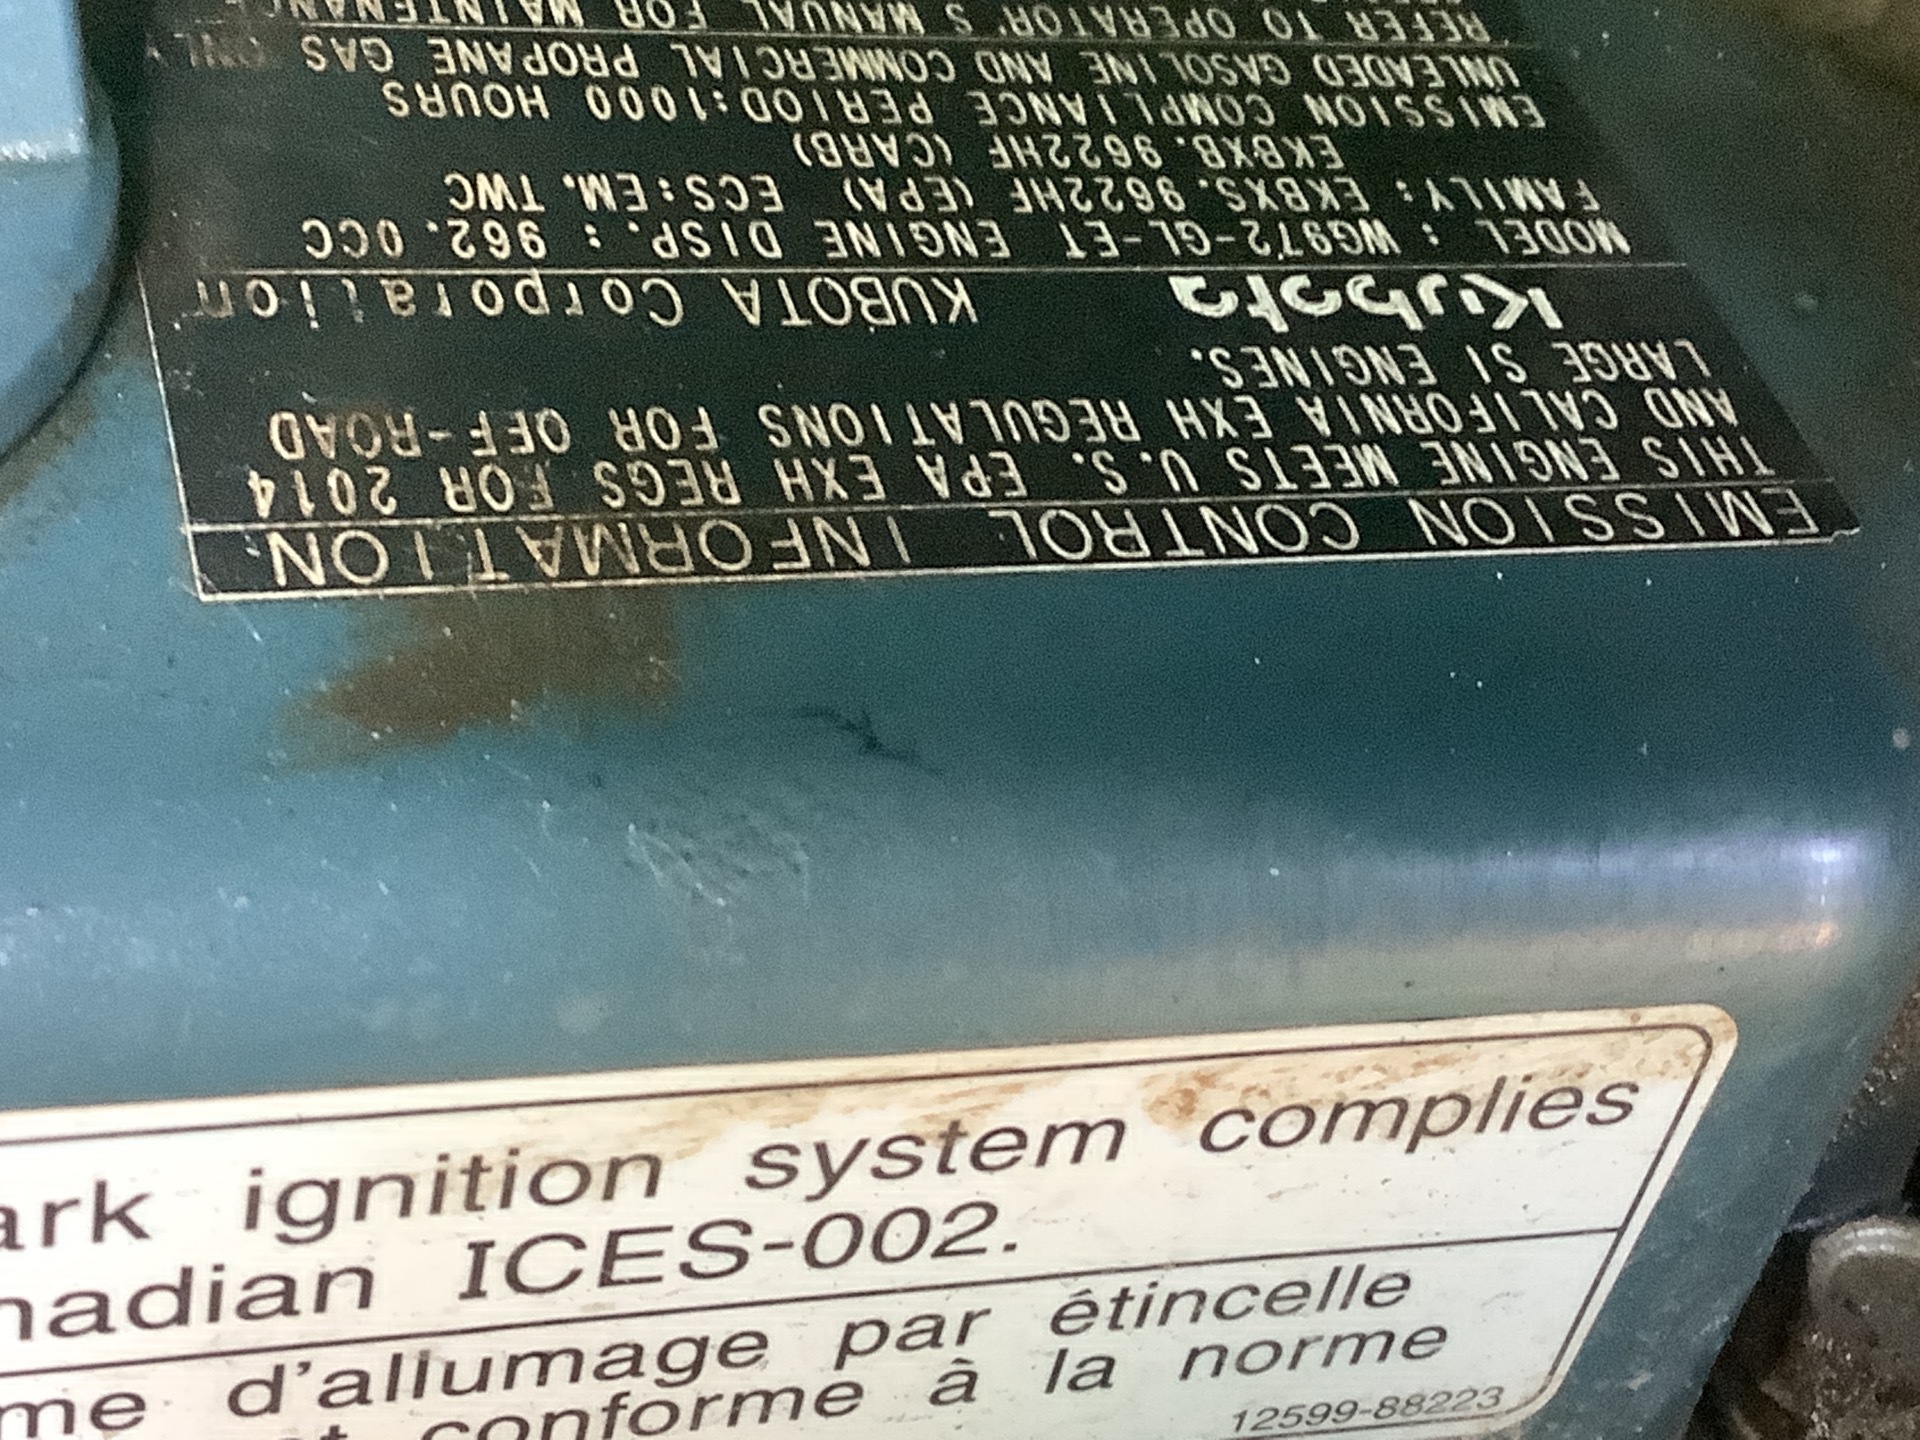 EMISSION CONTROL INFORMATION
THIS ENGINE MEETS U.S. EPA EXH REGS FOR 2014
AND CALIFORNIA EXH REGULATIONS FOR OFF-ROAD
LARGE SI ENGINES.
Kubota KUBOTA Corporation
MODEL : WG972-GL-ET ENGINE DISP.: 962.0CC
FAMILY: EKBXS.9622HF (EPA) ECS:EM.TWC
EKBXB.9622HF (CARB)
EMISSION COMPLIANCE PERIOD:1000 HOURS
UNLEADED GASOLINE AND COMMERCIAL PROPANE GAS ONLY
REFER TO OPERATOR'S MANUAL FOR MAINTENANC
ark ignition system complies
nadian ICES-002.
me d'allumage par étincelle
t conforme à la norme
12599-88223